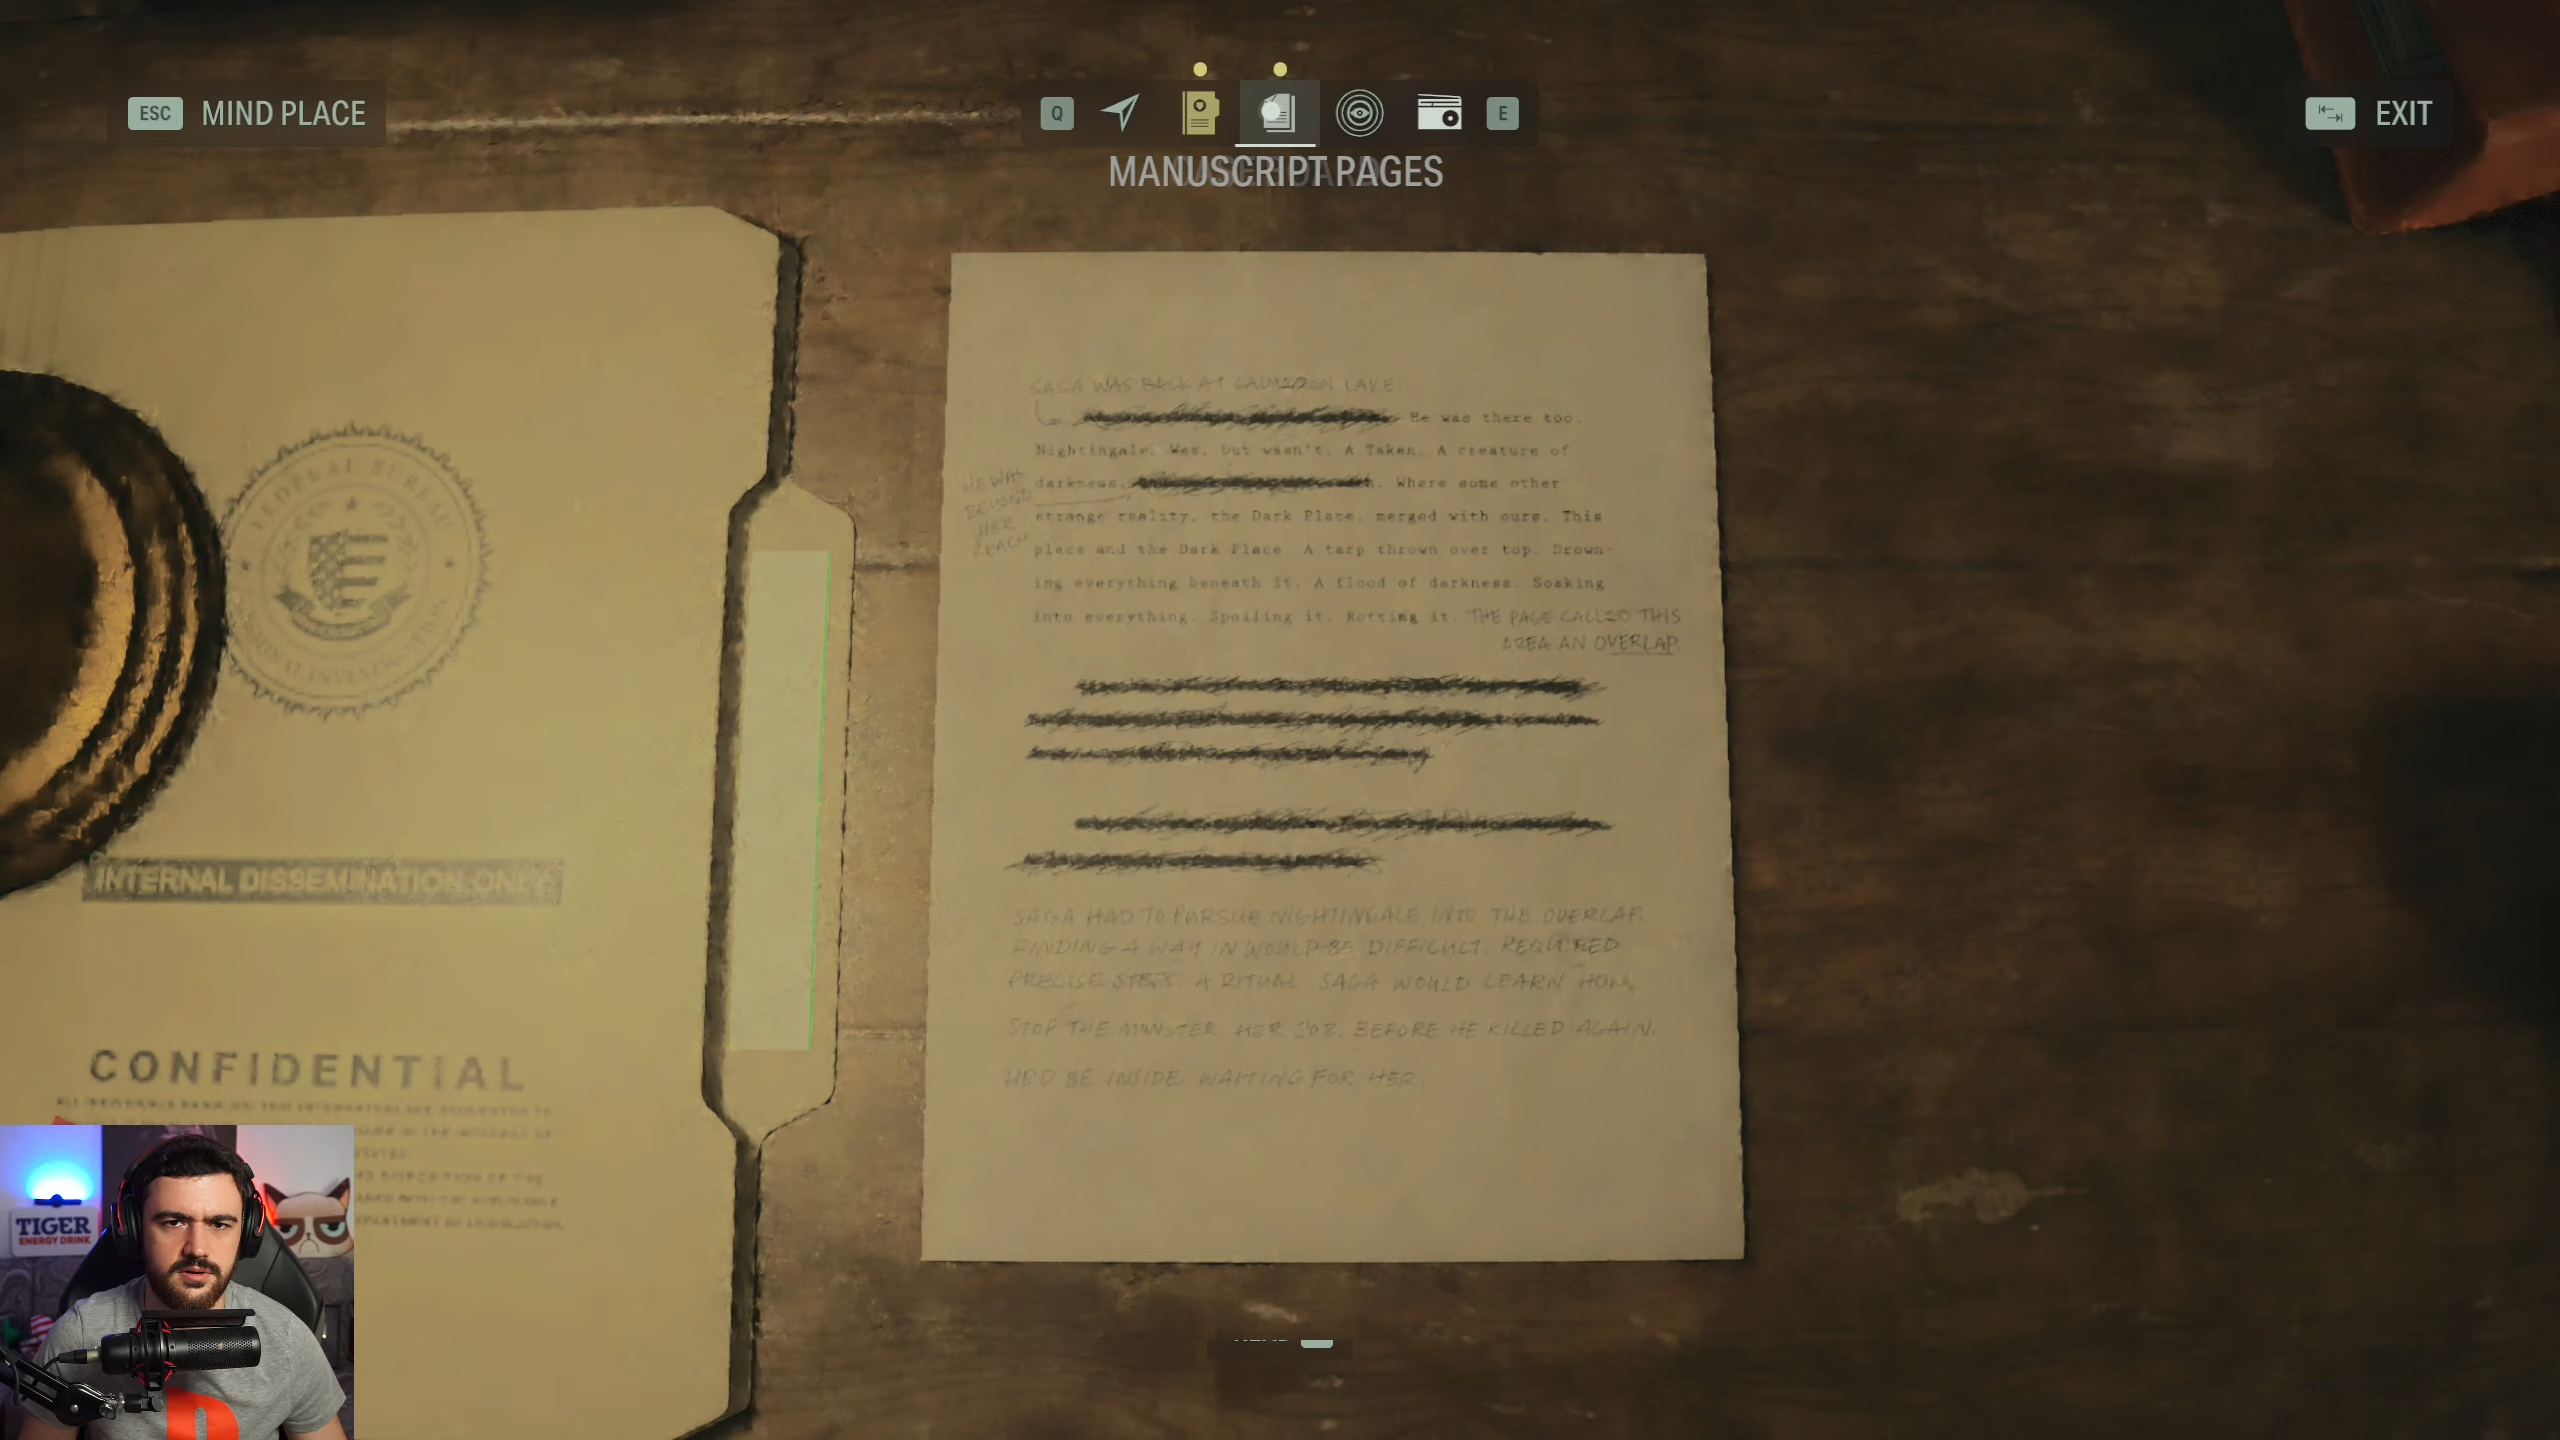 ESC MIND PLACE
Q
E
EXIT
MANUSCRIPT PAGES
FEDERAL BUREAU
INTERNAL DISSEMINATION ONLY
CONFIDENTIAL
SAGA WAS BACK AT CAULDRON LAKE.
He was there too.
Nightingale. Was, but wasn't. A Taken. A creature of
darkness. Where some other
HE WAS
BEYOND
HER
REACH
strange reality, the Dark Place, merged with ours. This
place and the Dark Place. A tarp thrown over top. Drown-
ing everything beneath it. A flood of darkness. Soaking
into everything. Spoiling it. Rotting it. THE PAGE CALLED THIS
AREA AN OVERLAP.
SAGA HAD TO PURSUE NIGHTINGALE INTO THE OVERLAP.
FINDING A WAY IN WOULD BE DIFFICULT. REQUIRED
PRECISE STEPS. A RITUAL. SAGA WOULD LEARN HOW.
STOP THE MONSTER. HER JOB. BEFORE HE KILLED AGAIN.
HE'D BE INSIDE. WAITING FOR HER.
TIGER
ENERGY DRINK